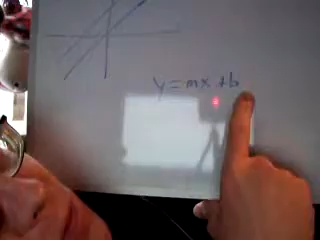 y = mx + b